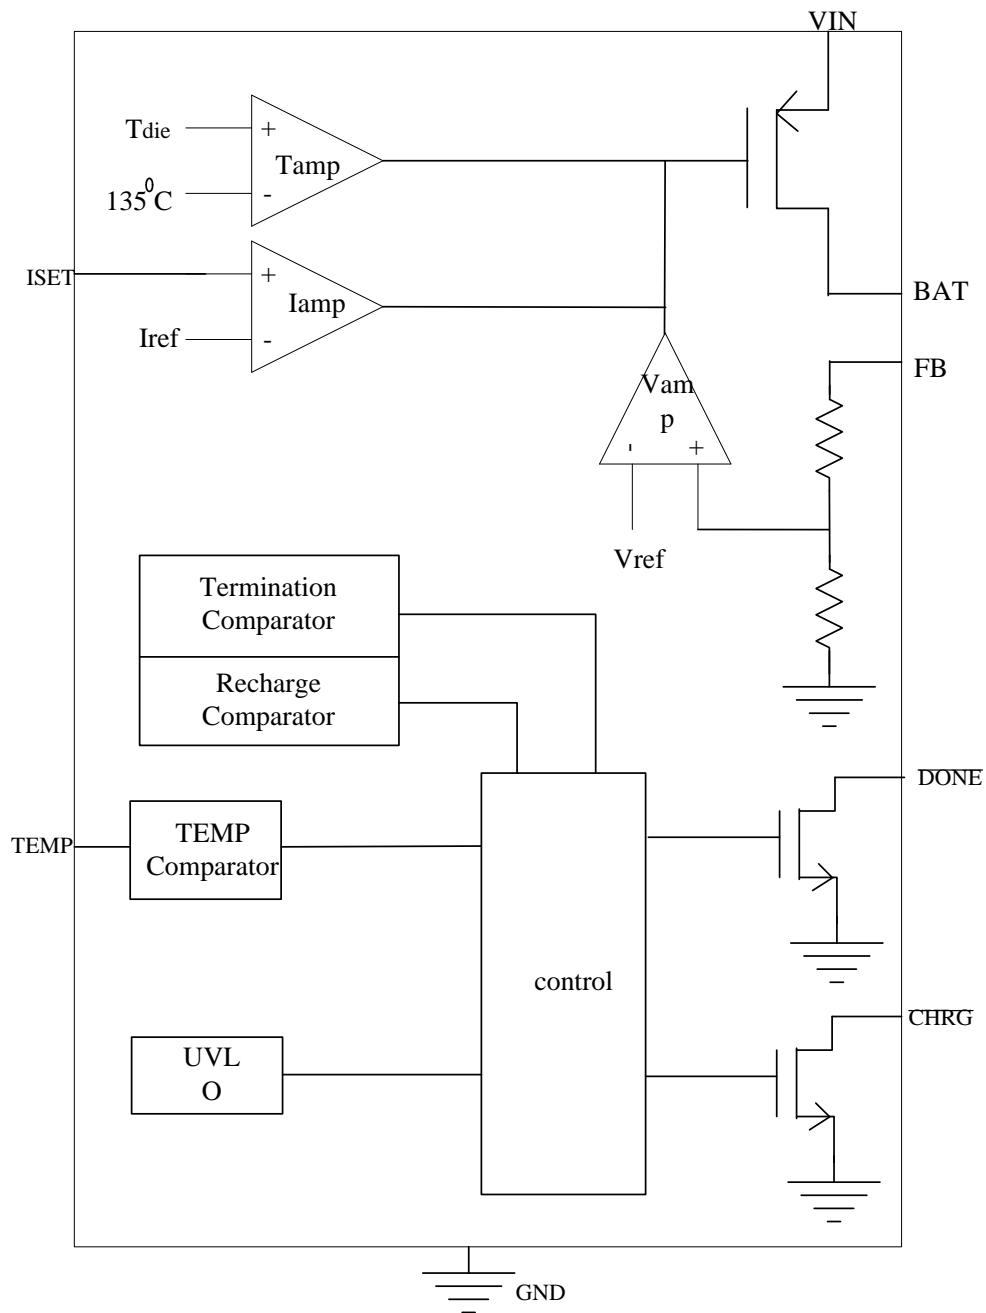 VIN
Tdie
+
Tamp
135⁰C
-
ISET
+
Iamp
BAT
Iref
-
FB
Vam
p
-
+
Vref
Termination
Comparator
Recharge
Comparator
DONE
TEMP
TEMP
Comparator
control
CHRG
UVL
O
GND